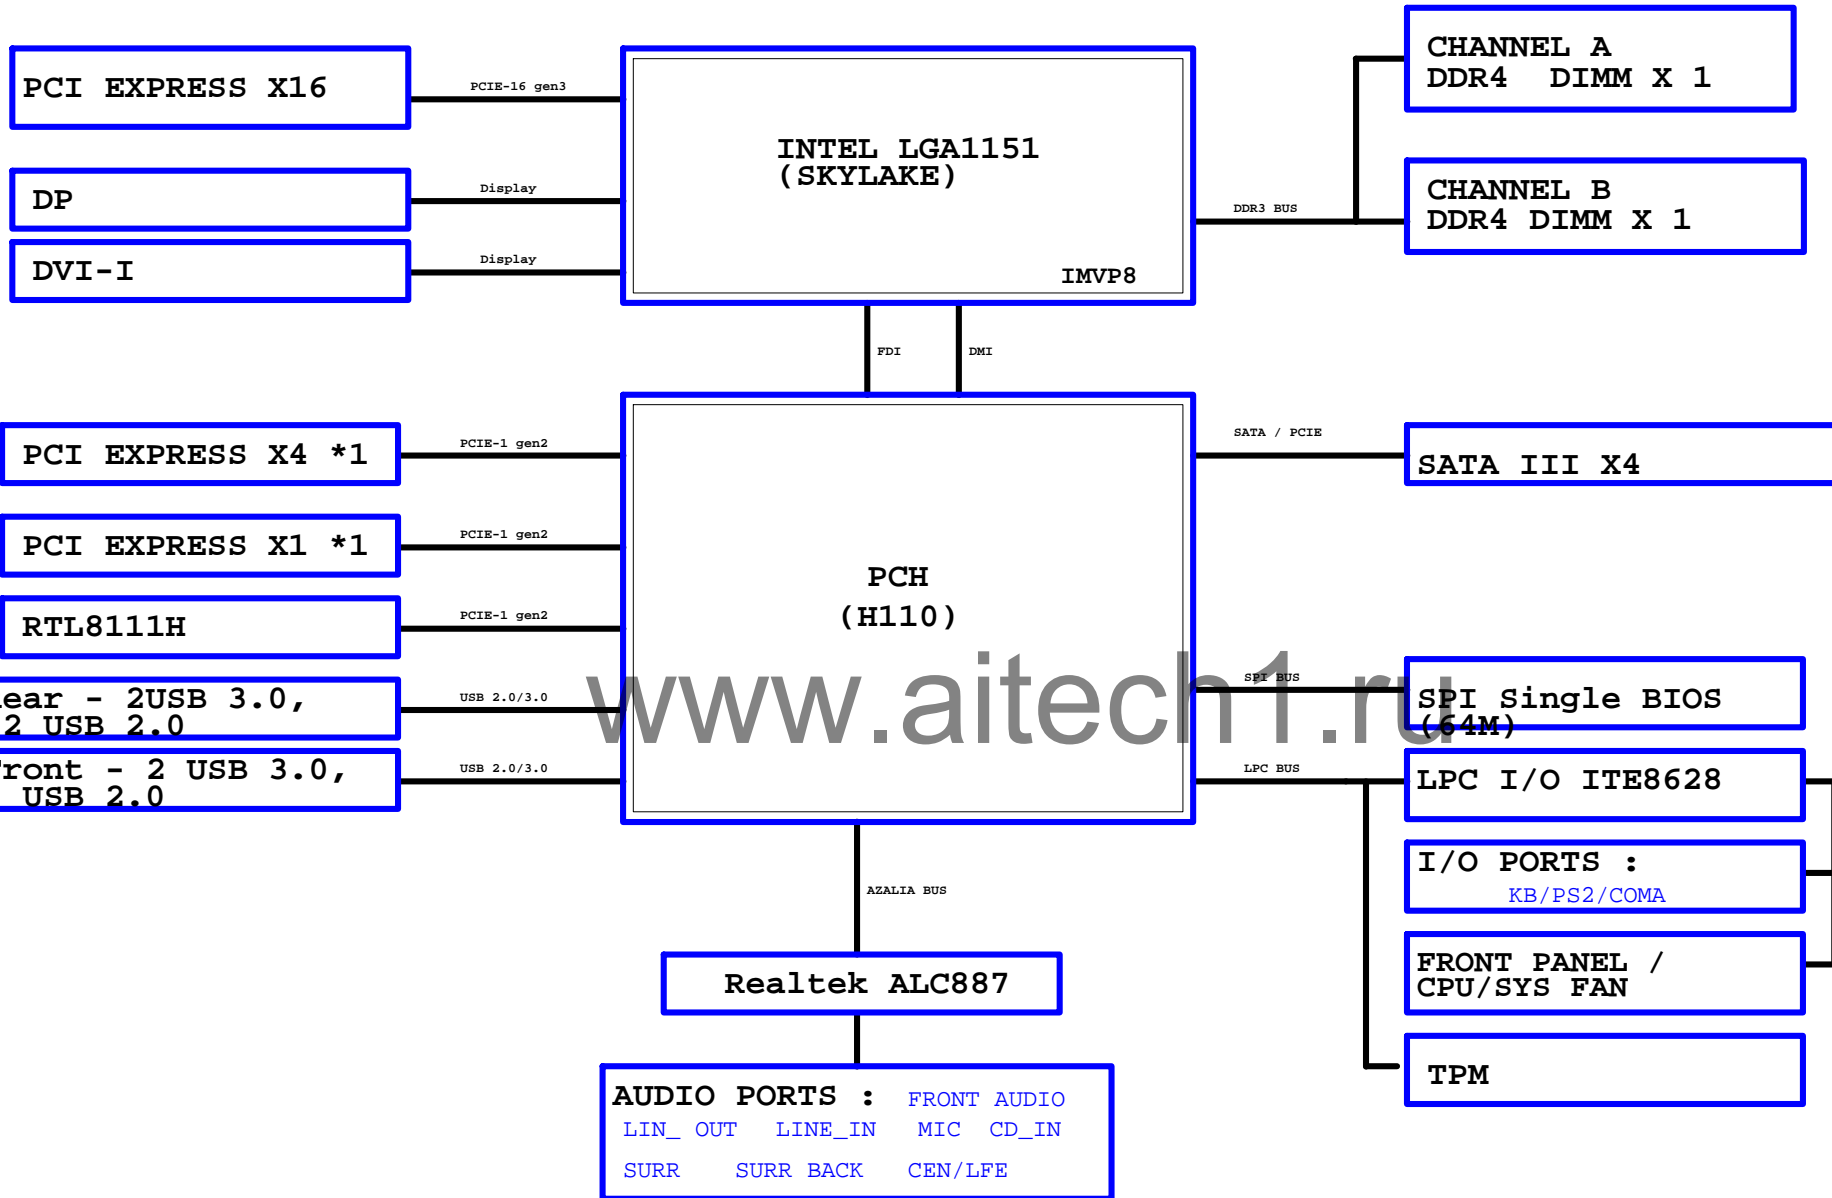 PCI EXPRESS X16
PCIE-16 gen3
DP
Display
DVI-I
Display
INTEL LGA1151
(SKYLAKE)
IMVP8
DDR3 BUS
CHANNEL A
DDR4 DIMM X 1
CHANNEL B
DDR4 DIMM X 1
FDI
DMI
PCI EXPRESS X4 *1
PCIE-1 gen2
PCI EXPRESS X1 *1
PCIE-1 gen2
RTL8111H
PCIE-1 gen2
ear - 2USB 3.0,
2 USB 2.0
USB 2.0/3.0
ront - 2 USB 3.0,
USB 2.0
USB 2.0/3.0
PCH
(H110)
www.aitech1.ru
SATA / PCIE
SATA III X4
SPI BUS
SPI Single BIOS
(64M)
LPC BUS
LPC I/O ITE8628
I/O PORTS :
KB/PS2/COMA
FRONT PANEL /
CPU/SYS FAN
TPM
AZALIA BUS
Realtek ALC887
AUDIO PORTS : FRONT AUDIO
LIN_ OUT LINE_IN MIC CD_IN
SURR SURR BACK CEN/LFE